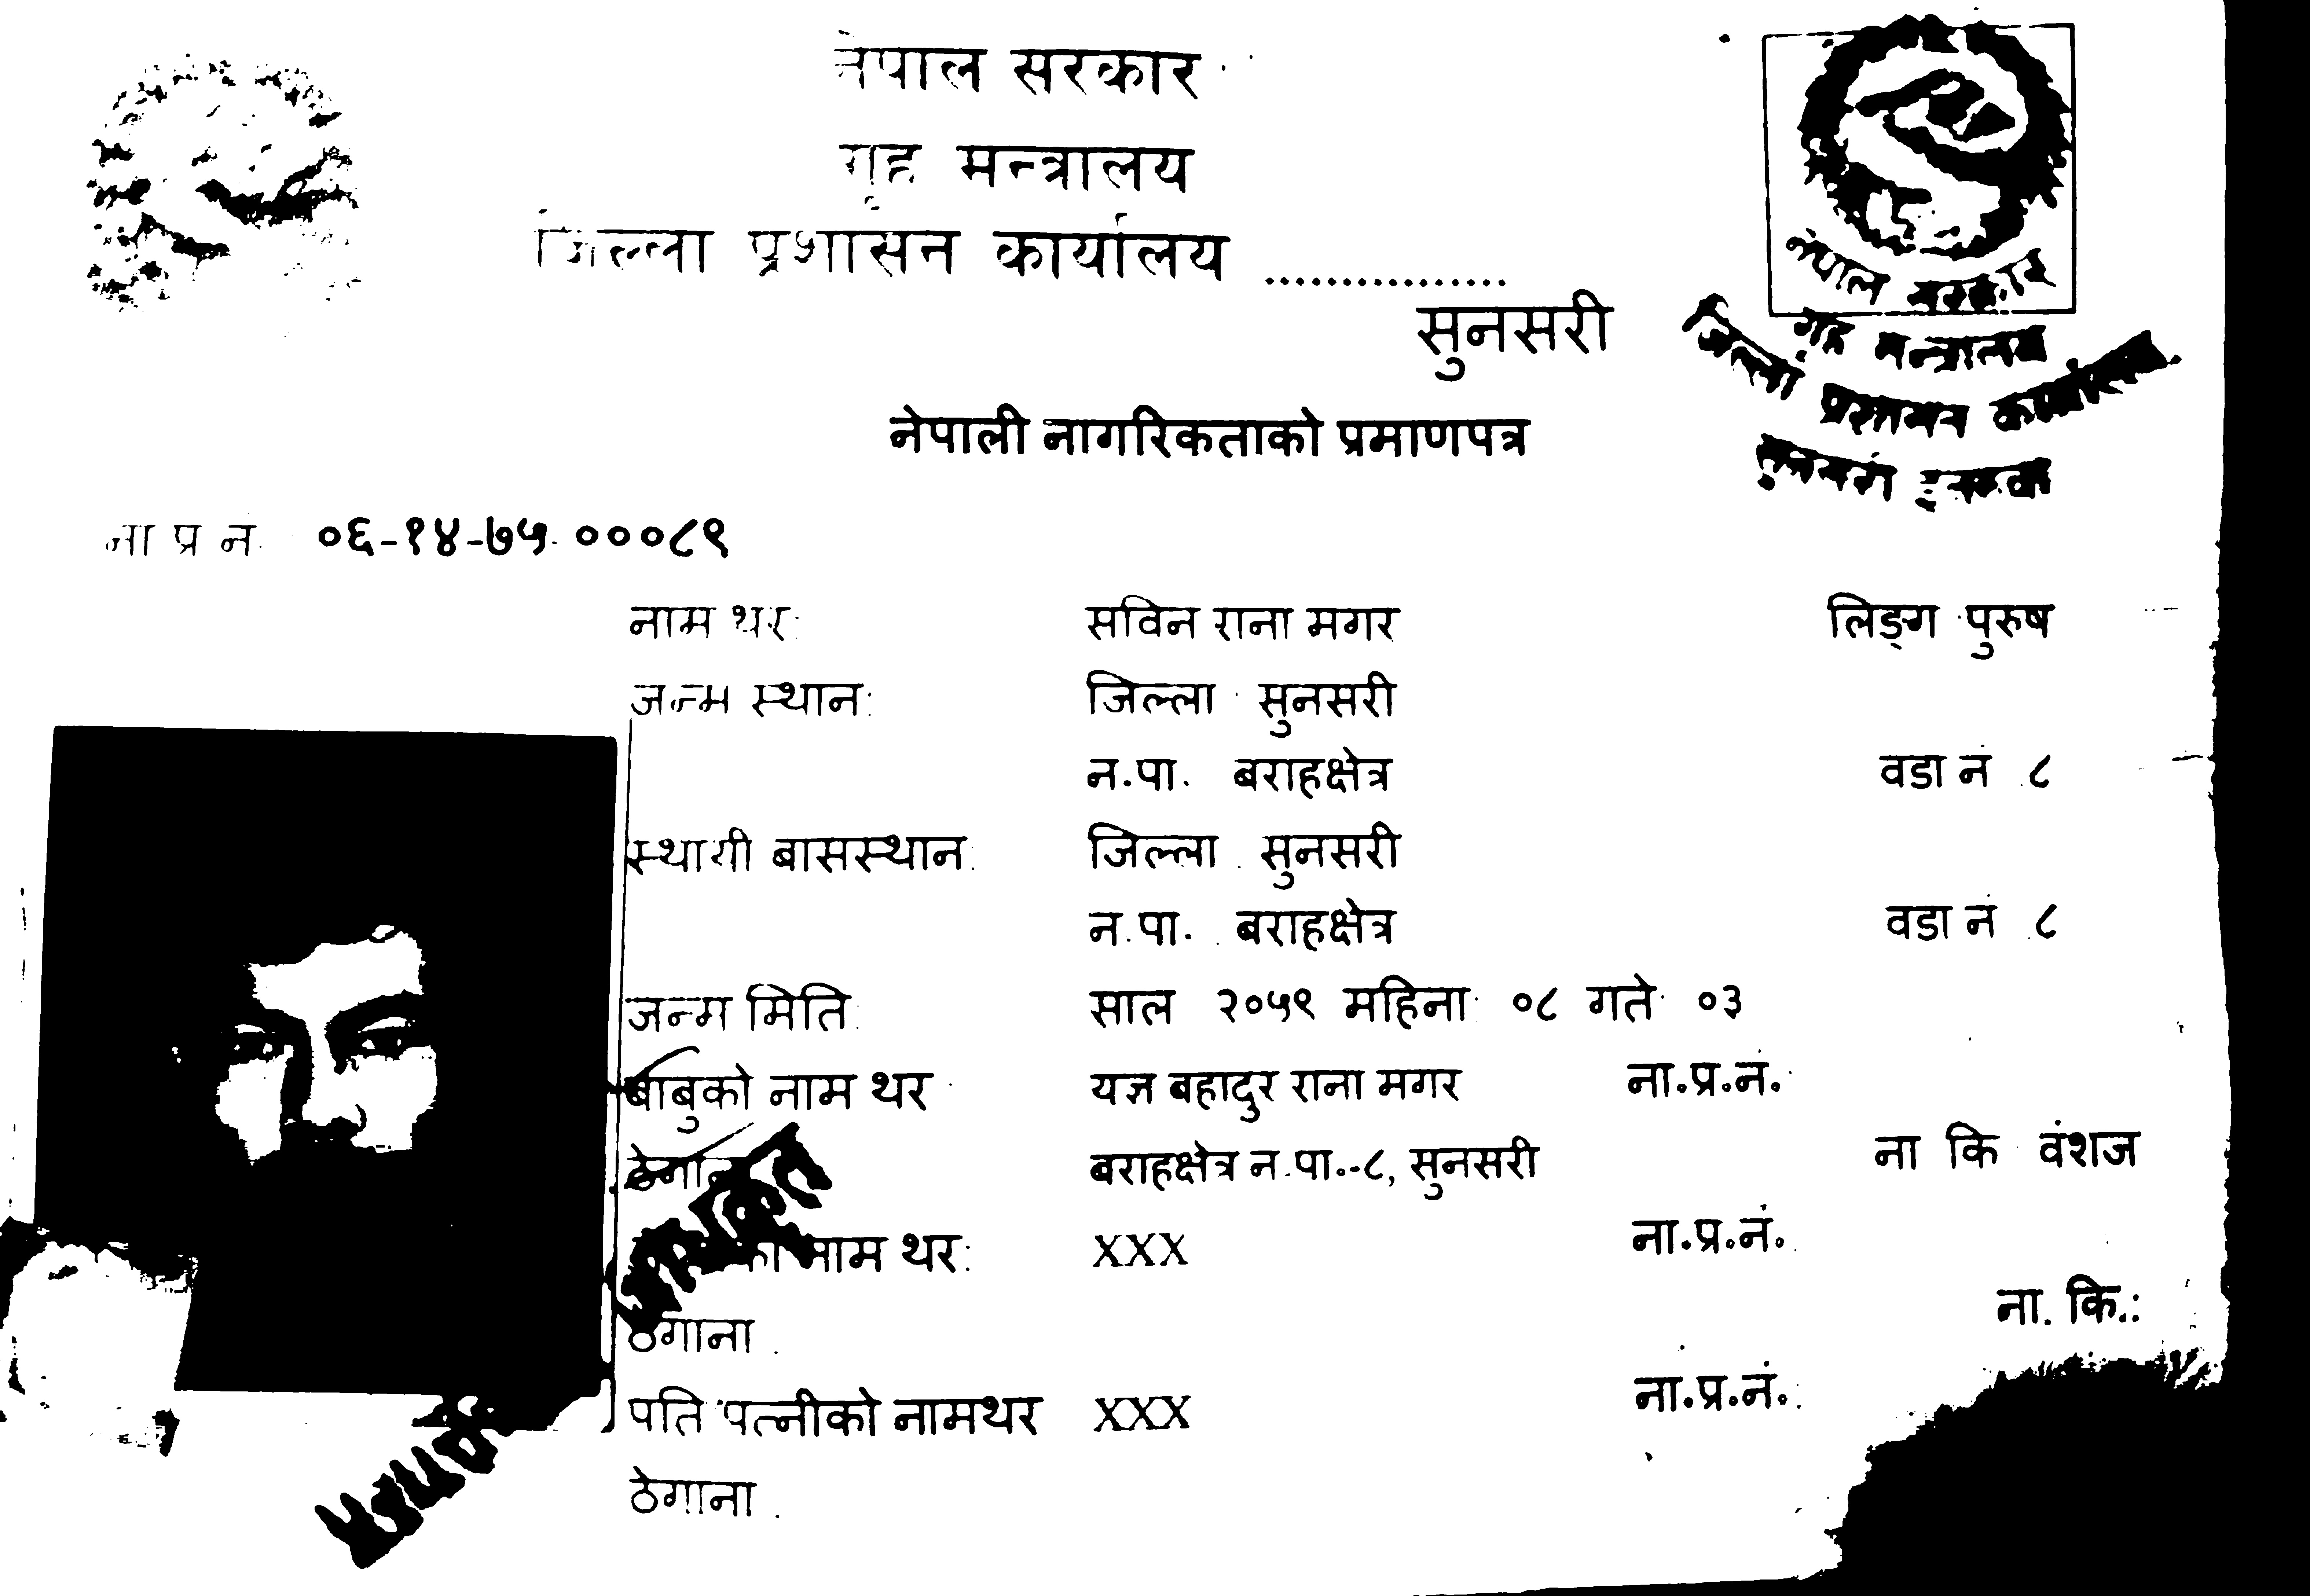 नेपाल सरकार
गृह मन्त्रालय
जिल्ला प्रशासन कार्यालय ................
सुनसरी
नेपाल सरकार
गृह मन्त्रालय
जिल्ला प्रशासन कार्यालय
नेपाली नागरिकताको प्रमाणपत्र
ना प्र नं ०६-१४-७५-०००८९
नाम थर: सविन राना मगर लिङ्ग पुरुष
जन्म स्थान: जिल्ला सुनसरी
न.पा. बराहक्षेत्र वडा नं ८
स्थायी बासस्थान: जिल्ला सुनसरी
न.पा. बराहक्षेत्र वडा नं ८
जन्म मिति: साल २०५९ महिना ०८ गते ०३
बाबुको नाम थर यज्ञ बहादुर राना मगर ना.प्र.नं.
ठेगाना बराहक्षेत्र न.पा.-८, सुनसरी ना कि वंशज
नाम थर: XXX ना.प्र.नं.
ठेगाना ना. कि.:
पति पत्नीको नामथर XXX ना.प्र.नं.:
ठेगाना